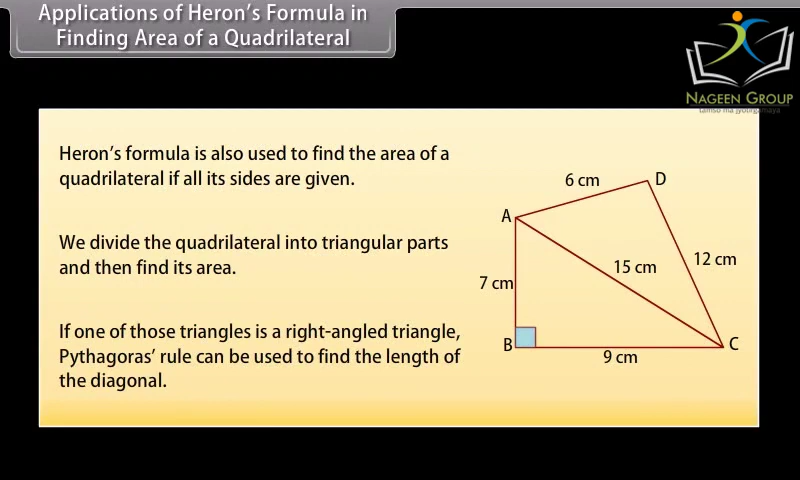 Applications of Heron's Formula in
Finding Area of a Quadrilateral
NAGEEN GROUP
tamso ma jyotirgamaya
Heron's formula is also used to find the area of a
quadrilateral if all its sides are given.
We divide the quadrilateral into triangular parts
and then find its area.
If one of those triangles is a right-angled triangle,
Pythagoras' rule can be used to find the length of
the diagonal.
6 cm
D
A
15 cm
12 cm
7 cm
B
C
9 cm